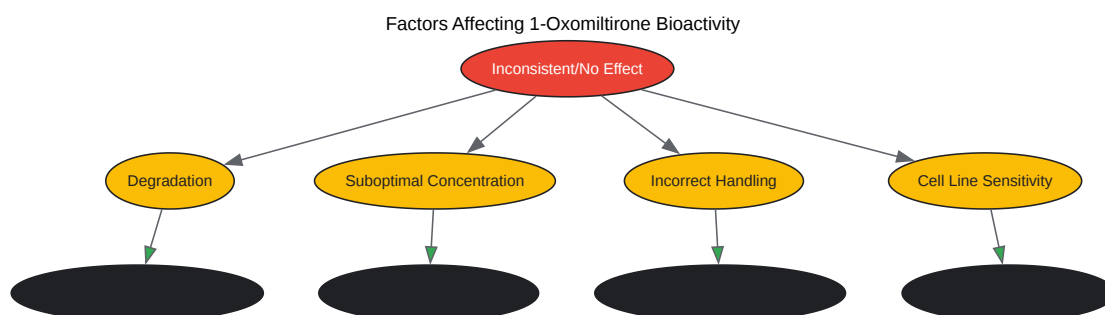 Factors Affecting 1-Oxomiltirone Bioactivity
Inconsistent/No Effect
Degradation
Suboptimal Concentration
Incorrect Handling
Cell Line Sensitivity